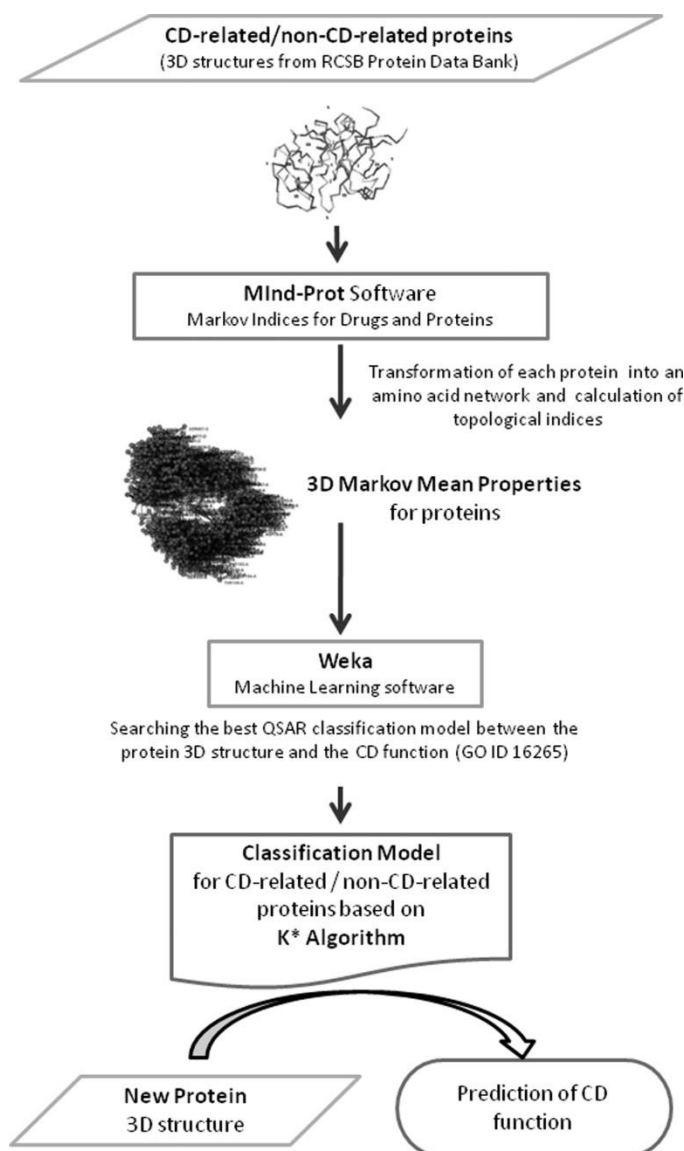 CD-related/non-CD-related proteins
(3D structures from RCSB Protein Data Bank)
MInd-Prot Software
Markov Indices for Drugs and Proteins
Transformation of each protein into an
amino acid network and calculation of
topological indices
3D Markov Mean Properties
for proteins
Weka
Machine Learning software
Searching the best QSAR classification model between the
protein 3D structure and the CD function (GO ID 16265)
Classification Model
for CD-related / non-CD-related
proteins based on
K* Algorithm
New Protein
3D structure
Prediction of CD
function